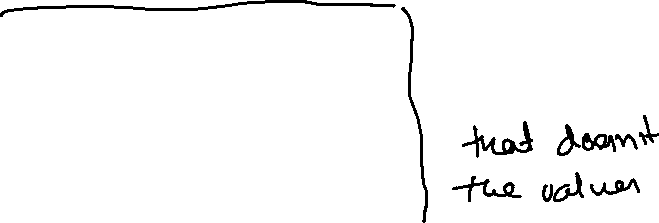 that doesn't
the values